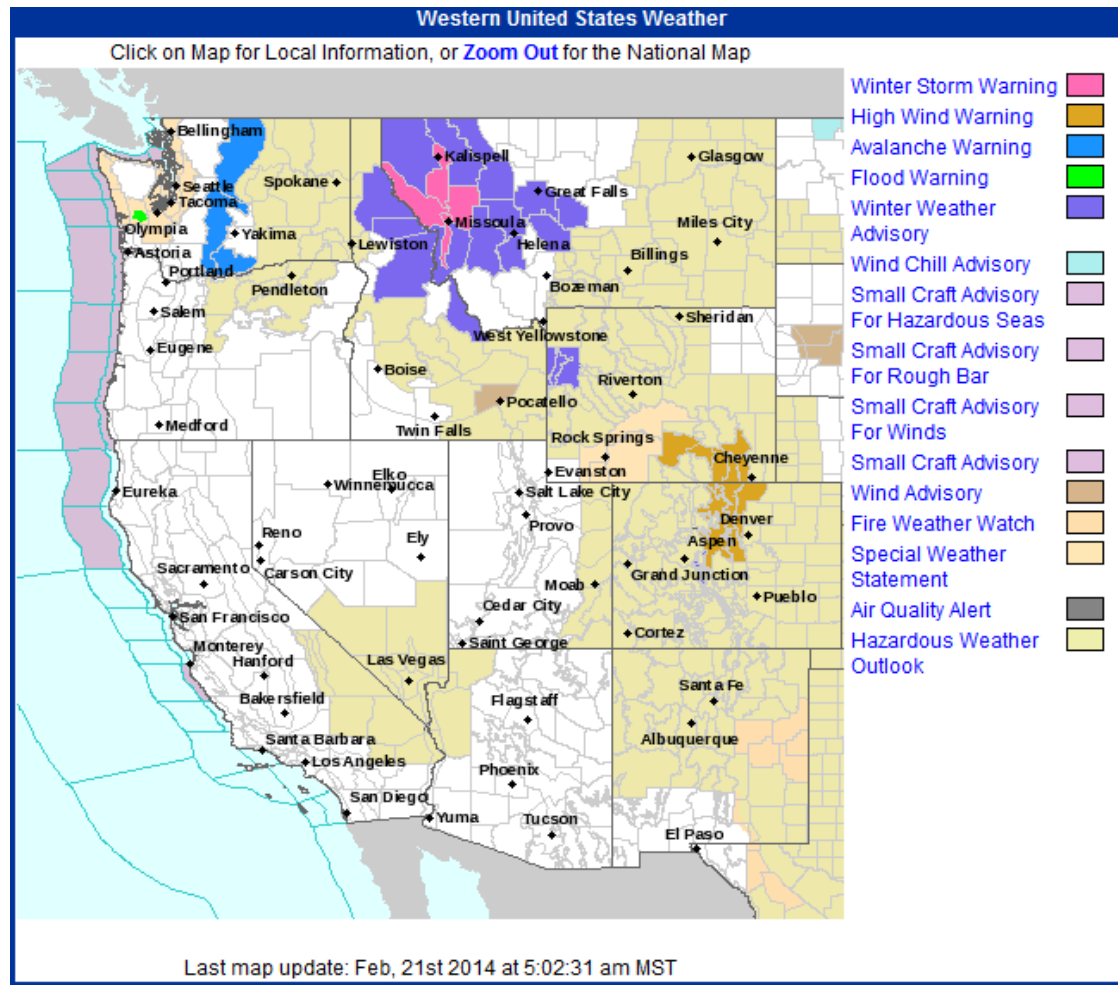 Western United States Weather
Click on Map for Local Information, or Zoom Out for the National Map
Winter Storm Warning
High Wind Warning
Avalanche Warning
Flood Warning
Winter Weather
Advisory
Wind Chill Advisory
Small Craft Advisory
For Hazardous Seas
Small Craft Advisory
For Rough Bar
Small Craft Advisory
For Winds
Small Craft Advisory
Wind Advisory
Fire Weather Watch
Special Weather
Statement
Air Quality Alert
Hazardous Weather
Outlook
Bellingham
Kalispell
Glasgow
Seattle
Spokane
Great Falls
Tacoma
Olympia
Missoula
Miles City
Yakima
Lewiston
Helena
Astoria
Billings
Portland
Pendleton
Bozeman
Salem
Sheridan
West Yellowstone
Eugene
Boise
Riverton
Pocatello
Medford
Twin Falls
Rock Springs
Cheyenne
Evanston
Elko
Winnemucca
Eureka
Salt Lake City
Provo
Denver
Reno
Ely
Aspen
Sacramento
Carson City
Grand Junction
Moab
Pueblo
San Francisco
Cedar City
Cortez
Saint George
Monterey
Hanford
Las Vegas
Santa Fe
Bakersfield
Flagstaff
Albuquerque
Santa Barbara
Los Angeles
Phoenix
San Diego
Yuma
Tucson
El Paso
Last map update: Feb, 21st 2014 at 5:02:31 am MST